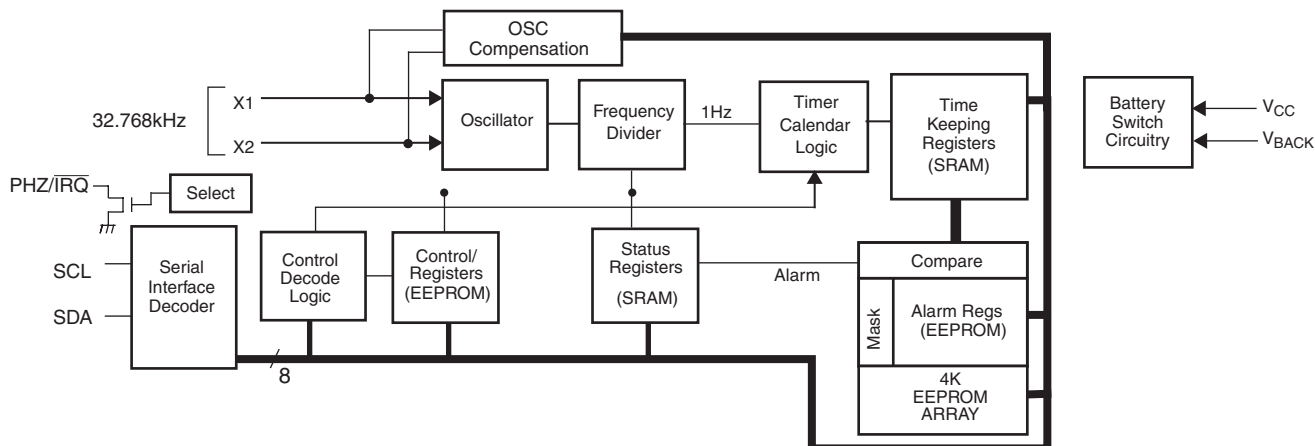 OSC
Compensation
32.768kHz
X1
X2
Oscillator
Frequency
Divider
1Hz
Timer
Calendar
Logic
Time
Keeping
Registers
(SRAM)
Battery
Switch
Circuitry
VCC
VBACK
PHZ/IRQ
Select
SCL
SDA
Serial
Interface
Decoder
Control
Decode
Logic
Control/
Registers
(EEPROM)
Status
Registers
(SRAM)
Alarm
Compare
Mask
Alarm Regs
(EEPROM)
4K
EEPROM
ARRAY
8